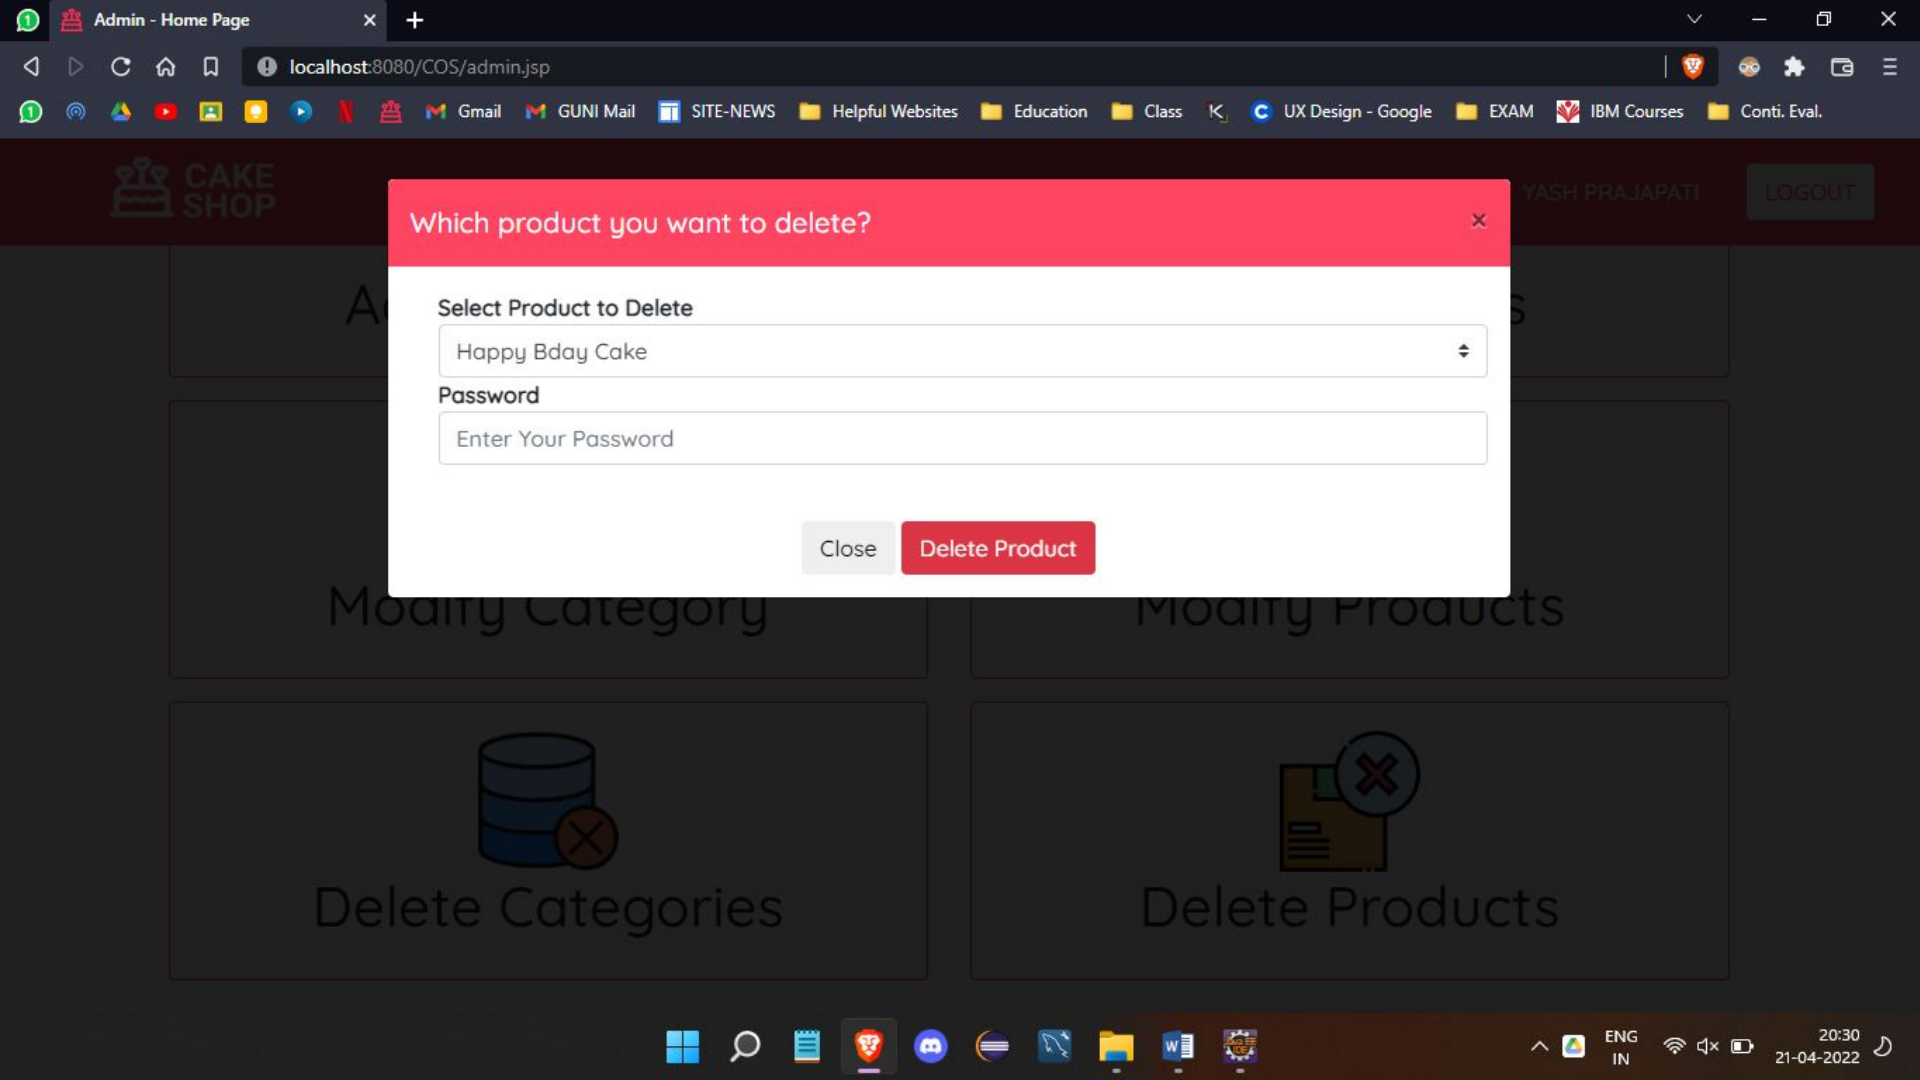 Admin - Home Page
localhost:8080/COS/admin.jsp
Gmail GUNI Mail SITE-NEWS Helpful Websites Education Class UX Design - Google EXAM IBM Courses Conti. Eval.
CAKE
SHOP
YASH PRAJAPATI LOGOUT
Which product you want to delete? ×
Select Product to Delete
Happy Bday Cake
Password
Enter Your Password
Close Delete Product
Modify Category Modify Products
Delete Categories Delete Products
ENG
IN
20:30
21-04-2022